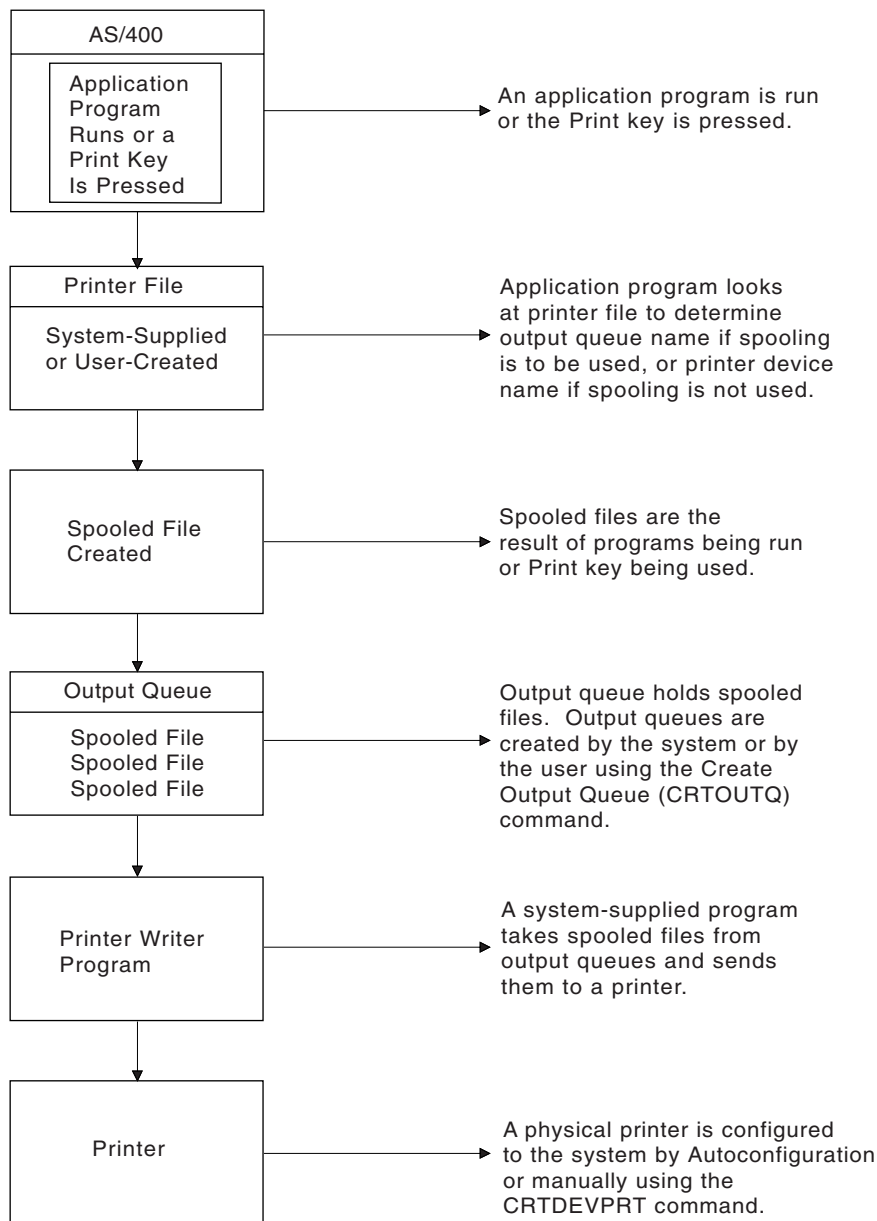 AS/400
Application
Program
Runs or a
Print Key
Is Pressed
An application program is run
or the Print key is pressed.
Printer File
System-Supplied
or User-Created
Application program looks
at printer file to determine
output queue name if spooling
is to be used, or printer device
name if spooling is not used.
Spooled File
Created
Spooled files are the
result of programs being run
or Print key being used.
Output Queue
Spooled File
Spooled File
Spooled File
Output queue holds spooled
files. Output queues are
created by the system or by
the user using the Create
Output Queue (CRTOUTQ)
command.
Printer Writer
Program
A system-supplied program
takes spooled files from
output queues and sends
them to a printer.
Printer
A physical printer is configured
to the system by Autoconfiguration
or manually using the
CRTDEVPRT command.